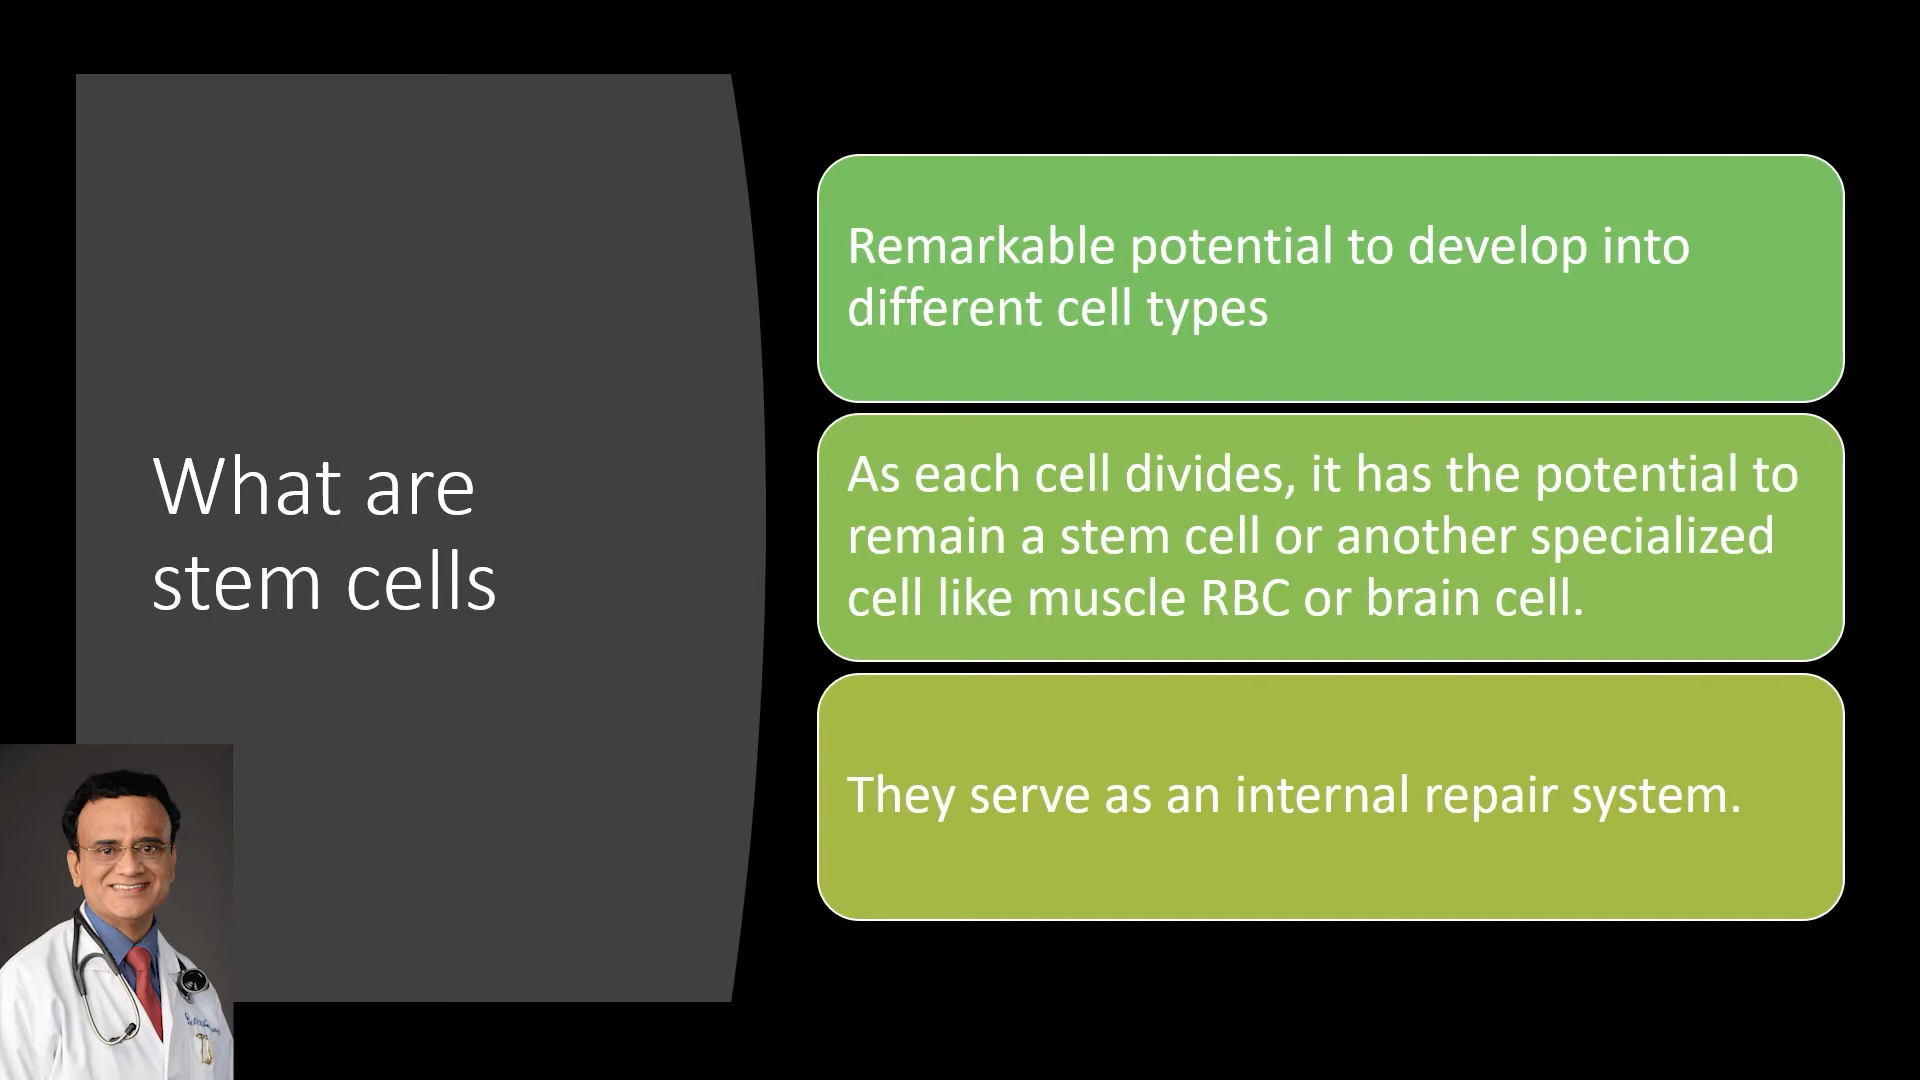 What are
stem cells
Remarkable potential to develop into
different cell types
As each cell divides, it has the potential to
remain a stem cell or another specialized
cell like muscle RBC or brain cell.
They serve as an internal repair system.